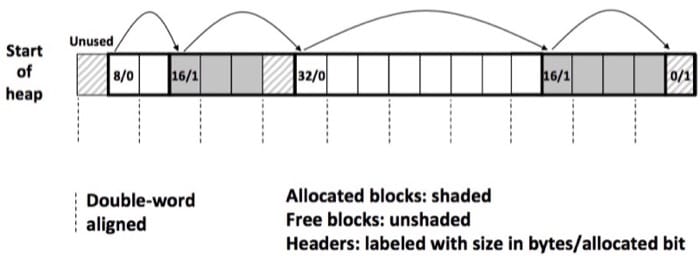 Unused
Start
of
heap
8/0
16/1
32/0
16/1
0/1
Double-word
aligned
Allocated blocks: shaded
Free blocks: unshaded
Headers: labeled with size in bytes/allocated bit